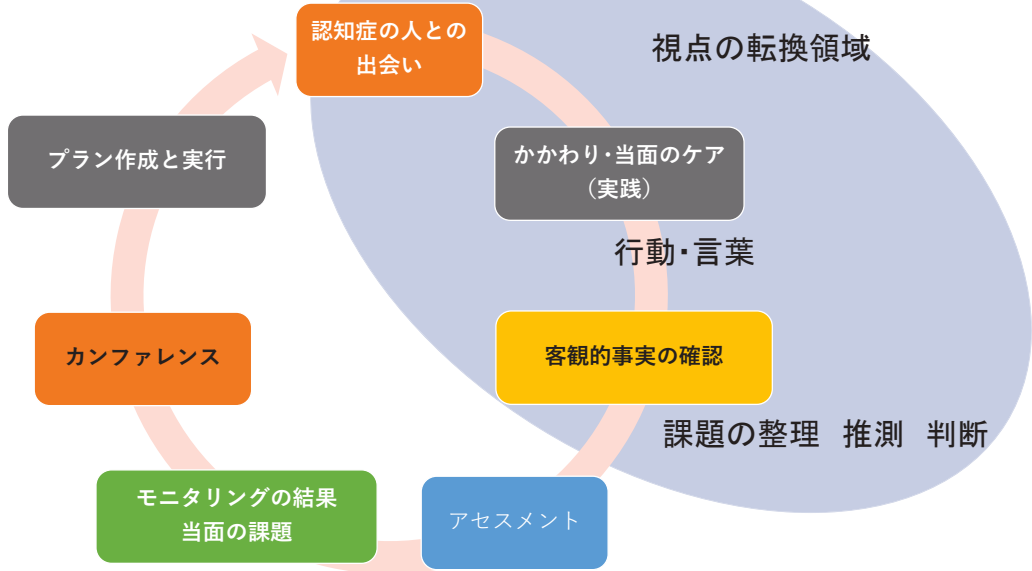 認知症の人との
出会い
視点の転換領域
かかわり・当面のケア
（実践）
行動・言葉
客観的事実の確認
課題の整理　推測　判断
アセスメント
モニタリングの結果
当面の課題
カンファレンス
プラン作成と実行